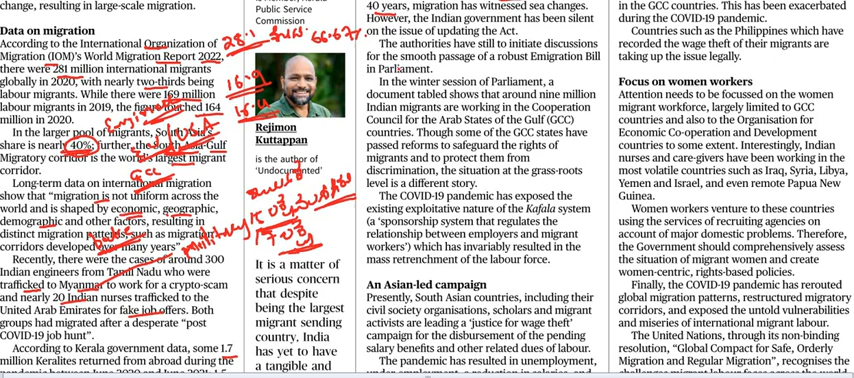 change, resulting in large-scale migration.
Data on migration
According to the International Organization of
Migration (IOM)'s World Migration Report 2022,
there were 281 million international migrants
globally in 2020, with nearly two-thirds being
labour migrants. While there were 169 million
labour migrants in 2019, the figure touched 164
million in 2020.
In the larger pool of migrants, South Asia's
share is nearly 40%; further, the South Asia-Gulf
Migratory corridor is the world's largest migrant
corridor.
Long-term data on international migration
show that "migration is not uniform across the
world and is shaped by economic, geographic,
demographic and other factors, resulting in
distinct migration patterns, such as migration
corridors developed over many years".
Recently, there were the cases of around 300
Indian engineers from Tamil Nadu who were
trafficked to Myanmar to work for a crypto-scam
and nearly 20 Indian nurses trafficked to the
United Arab Emirates for fake job offers. Both
groups had migrated after a desperate "post
COVID-19 job hunt".
According to Kerala government data, some 1.7
million Keralites returned from abroad during the
pandemic between June 2020 and June 2021; 1.5
is Member, Kerala
Public Service
Commission
28.1
66.67%
16.9
16.4
GCC
Rejimon
Kuttappan
is the author of
'Undocumented'
It is a matter of
serious concern
that despite
being the largest
migrant sending
country, India
has yet to have
a tangible and
40 years, migration has witnessed sea changes.
However, the Indian government has been silent
on the issue of updating the Act.
The authorities have still to initiate discussions
for the smooth passage of a robust Emigration Bill
in Parliament.
In the winter session of Parliament, a
document tabled shows that around nine million
Indian migrants are working in the Cooperation
Council for the Arab States of the Gulf (GCC)
countries. Though some of the GCC states have
passed reforms to safeguard the rights of
migrants and to protect them from
discrimination, the situation at the grass-roots
level is a different story.
The COVID-19 pandemic has exposed the
existing exploitative nature of the Kafala system
(a 'sponsorship system that regulates the
relationship between employers and migrant
workers') which has invariably resulted in the
mass retrenchment of the labour force.
An Asian-led campaign
Presently, South Asian countries, including their
civil society organisations, scholars and migrant
activists are leading a 'justice for wage theft'
campaign for the disbursement of the pending
salary benefits and other related dues of labour.
The pandemic has resulted in unemployment,
in the GCC countries. This has been exacerbated
during the COVID-19 pandemic.
Countries such as the Philippines which have
recorded the wage theft of their migrants are
taking up the issue legally.
Focus on women workers
Attention needs to be focussed on the women
migrant workforce, largely limited to GCC
countries and also to the Organisation for
Economic Co-operation and Development
countries to some extent. Interestingly, Indian
nurses and care-givers have been working in the
most volatile countries such as Iraq, Syria, Libya,
Yemen and Israel, and even remote Papua New
Guinea.
Women workers venture to these countries
using the services of recruiting agencies on
account of major domestic problems. Therefore,
the Government should comprehensively assess
the situation of migrant women and create
women-centric, rights-based policies.
Finally, the COVID-19 pandemic has rerouted
global migration patterns, restructured migratory
corridors, and exposed the untold vulnerabilities
and miseries of international migrant labour.
The United Nations, through its non-binding
resolution, "Global Compact for Safe, Orderly
Migration and Regular Migration", recognises the